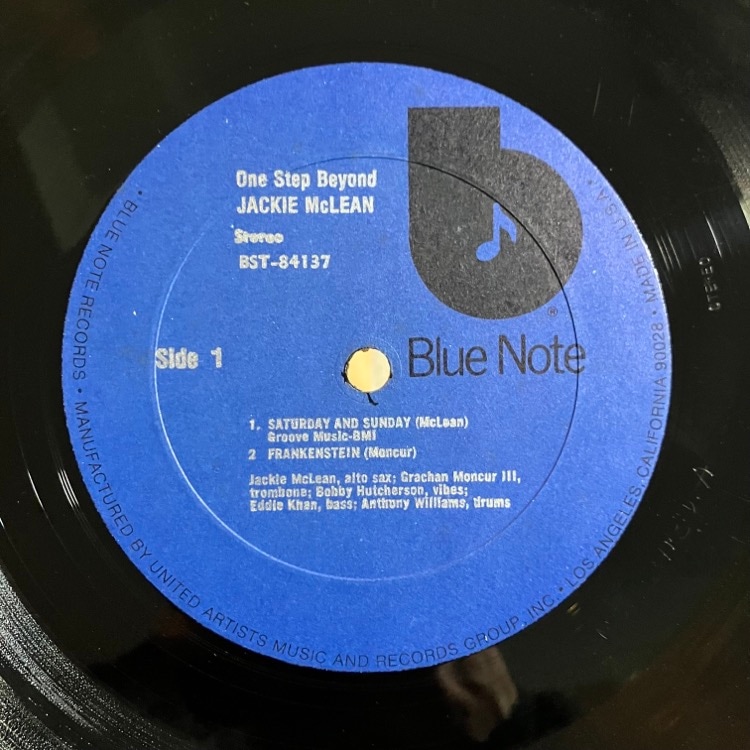 One Step Beyond
JACKIE McLEAN
Stereo
BST-84137
®
Side 1
Blue Note
1. SATURDAY AND SUNDAY (McLean)
Groove Music-BMI
2 FRANKENSTEIN (Moncur)
Jackie McLean, alto sax; Grachan Moncur III,
trombone; Bobby Hutcherson, vibes;
Eddie Khan, bass; Anthony Williams, drums
• BLUE NOTE RECORDS • MANUFACTURED BY UNITED ARTISTS MUSIC AND RECORDS GROUP, INC. • LOS ANGELES, CALIFORNIA 90028 • MADE IN U.S.A.
STEREO